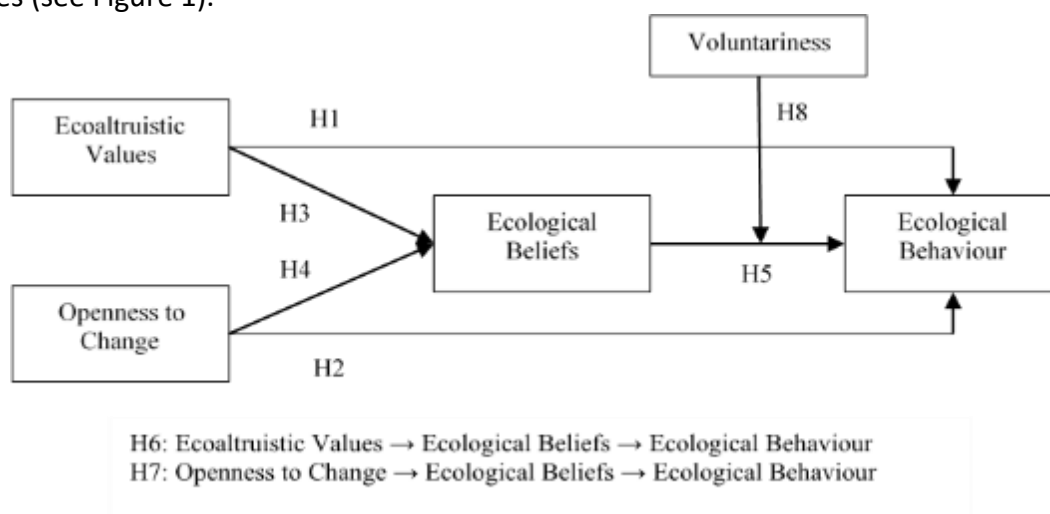 es (see Figure 1).
Voluntariness
Ecoaltruistic
Values
H1
H8
H3
Ecological
Beliefs
Ecological
Behaviour
H4
H5
Openness to
Change
H2
H6: Ecoaltruistic Values → Ecological Beliefs → Ecological Behaviour
H7: Openness to Change → Ecological Beliefs → Ecological Behaviour